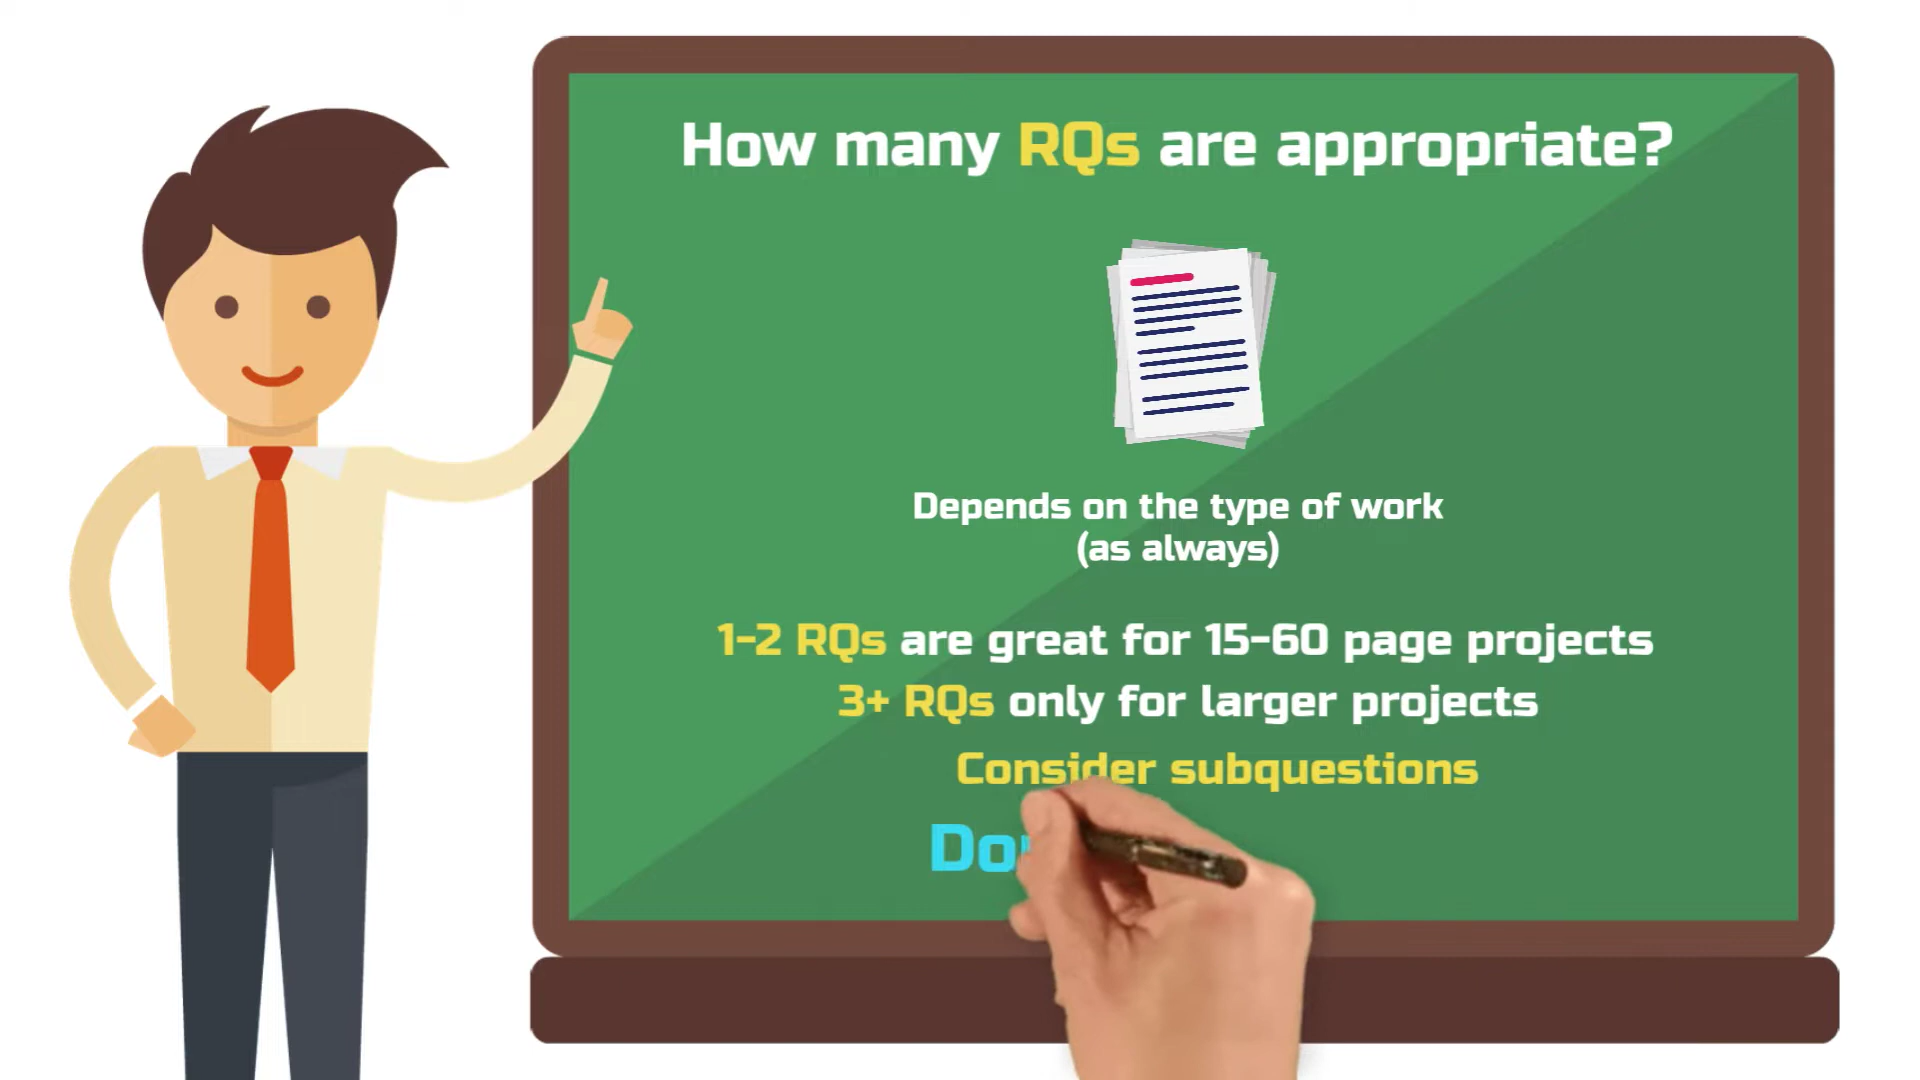 How many RQs are appropriate?
Depends on the type of work
(as always)
1-2 RQs are great for 15-60 page projects
3+ RQs only for larger projects
Consider subquestions